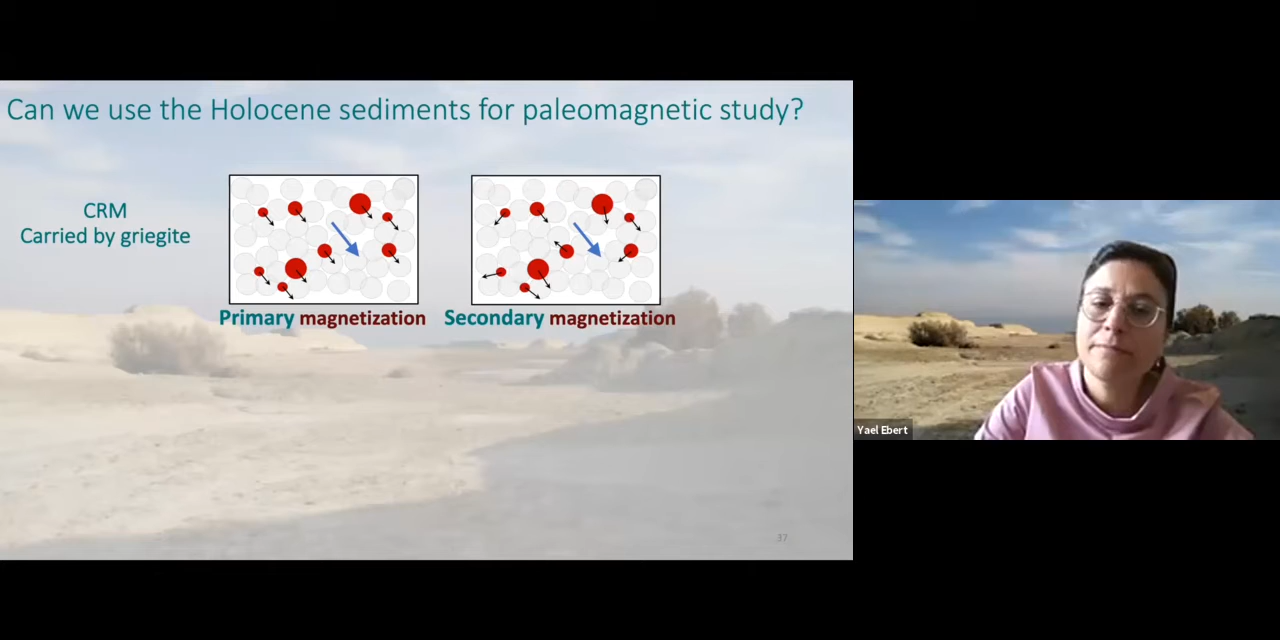 Can we use the Holocene sediments for paleomagnetic study?
CRM
Carried by griegite
Primary magnetization
Secondary magnetization
37
Yael Ebert